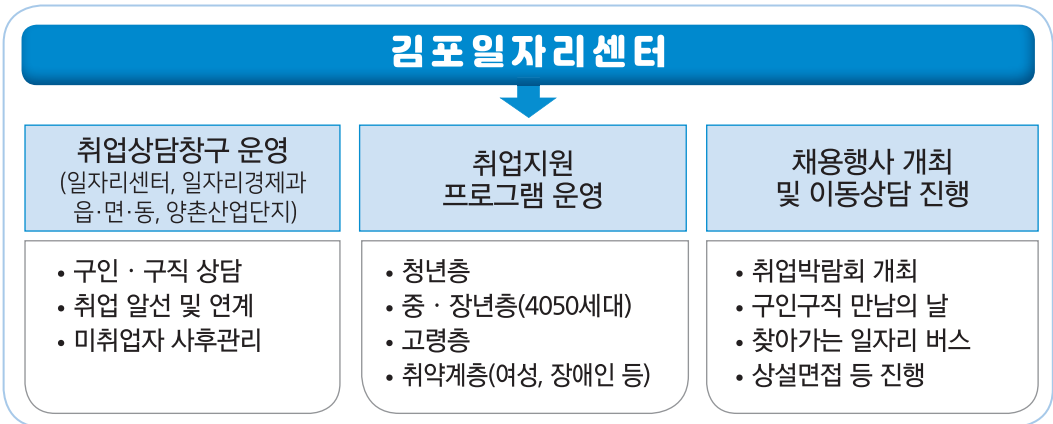 김포일자리센터
취업상담창구 운영
(일자리센터, 일자리경제과
읍·면·동, 양촌산업단지)
• 구인 · 구직 상담
• 취업 알선 및 연계
• 미취업자 사후관리
취업지원
프로그램 운영
• 청년층
• 중 · 장년층(4050세대)
• 고령층
• 취약계층(여성, 장애인 등)
채용행사 개최
및 이동상담 진행
• 취업박람회 개최
• 구인구직 만남의 날
• 찾아가는 일자리 버스
• 상설면접 등 진행